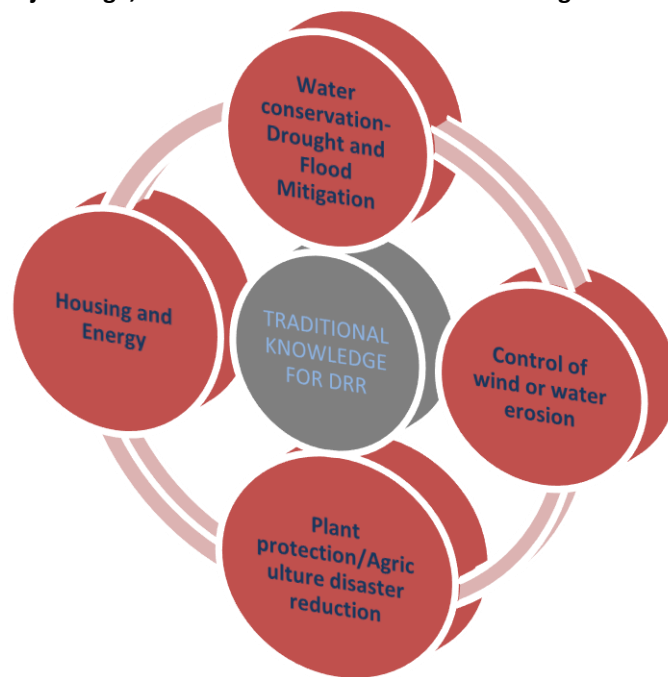 Water
conservation-
Drought and
Flood
Mitigation
Housing and
Energy
TRADITIONAL
KNOWLEDGE
FOR DRR
Control of
wind or water
erosion
Plant
protection/Agric
ulture disaster
reduction